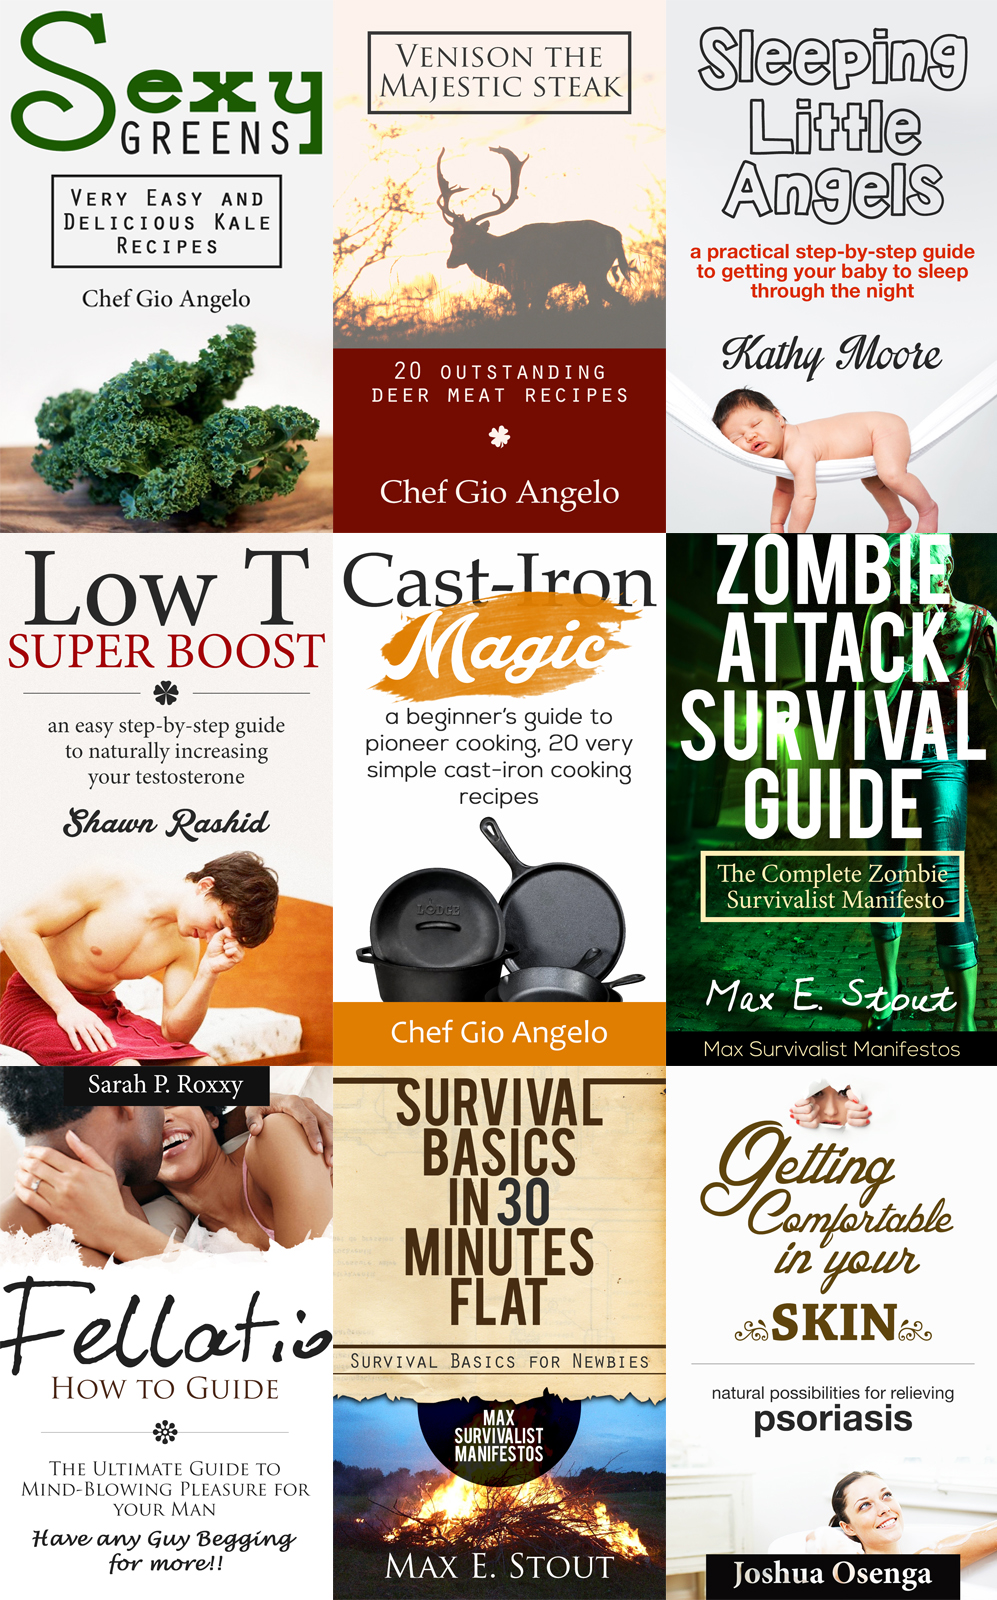 Sexy
GREENS
VERY EASY AND
DELICIOUS KALE
RECIPES
Chef Gio Angelo
VENISON THE
MAJESTIC STEAK
20 OUTSTANDING
DEER MEAT RECIPES
Chef Gio Angelo
Sleeping
Little
Angels
a practical step-by-step guide
to getting your baby to sleep
through the night
Kathy Moore
Low T
SUPER BOOST
an easy step-by-step guide
to naturally increasing
your testosterone
Shawn Rashid
Cast-Iron
Magic
a beginner's guide to
pioneer cooking, 20 very
simple cast-iron cooking
recipes
LODGE
Chef Gio Angelo
ZOMBIE
ATTACK
SURVIVAL
GUIDE
The Complete Zombie
Survivalist Manifesto
Max E. Stout
Max Survivalist Manifestos
Sarah P. Roxxy
Fellatio
HOW TO GUIDE
THE ULTIMATE GUIDE TO
MIND-BLOWING PLEASURE FOR
YOUR MAN
Have any Guy Begging
for more!!
SURVIVAL
BASICS
IN 30
MINUTES
FLAT
SURVIVAL BASICS FOR NEWBIES
MAX
SURVIVALIST
MANIFESTOS
MAX E. STOUT
Getting
Comfortable
in your
SKIN
natural possibilities for relieving
psoriasis
Joshua Osenga